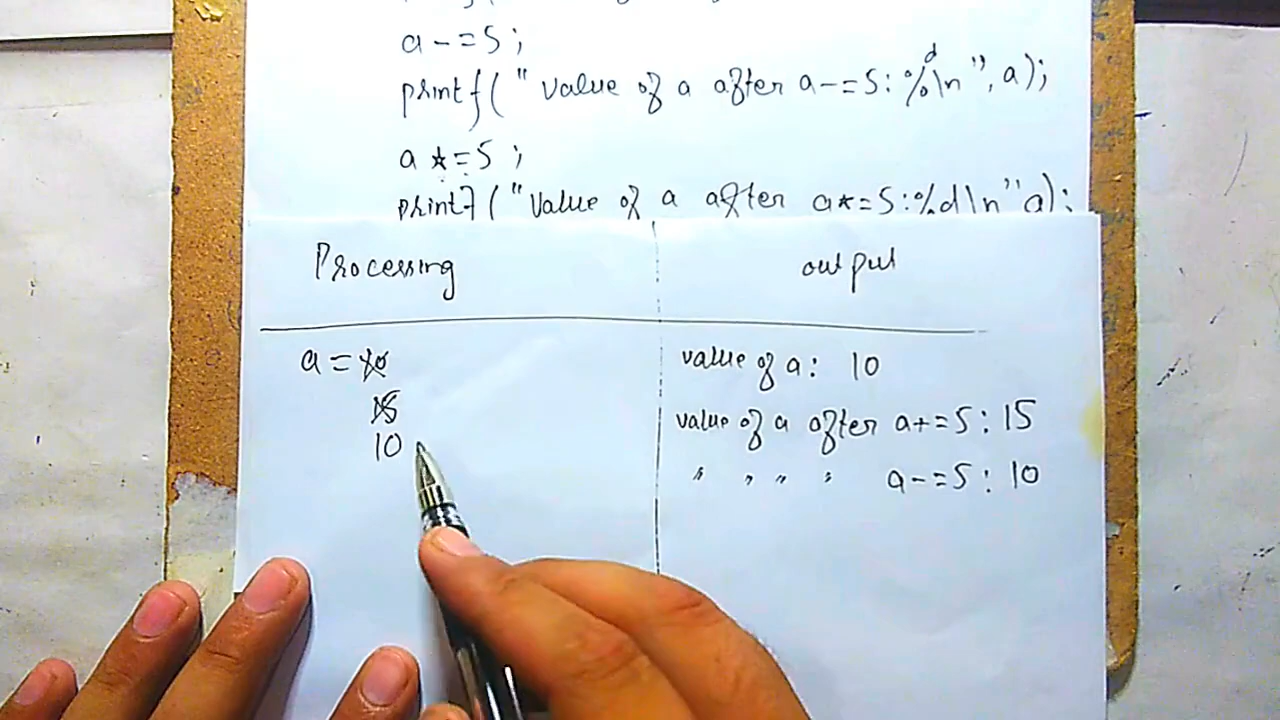 a -= 5 ;
printf ( " value of a after a -= 5 : %d\n ", a ) ;
a *= 5 ;
printf ( " Value of a after a *= 5 : %d\n " a ) ;
Processing
output
a = 10
15
10
value of a : 10
value of a after a += 5 : 15
" " " " a -= 5 : 10